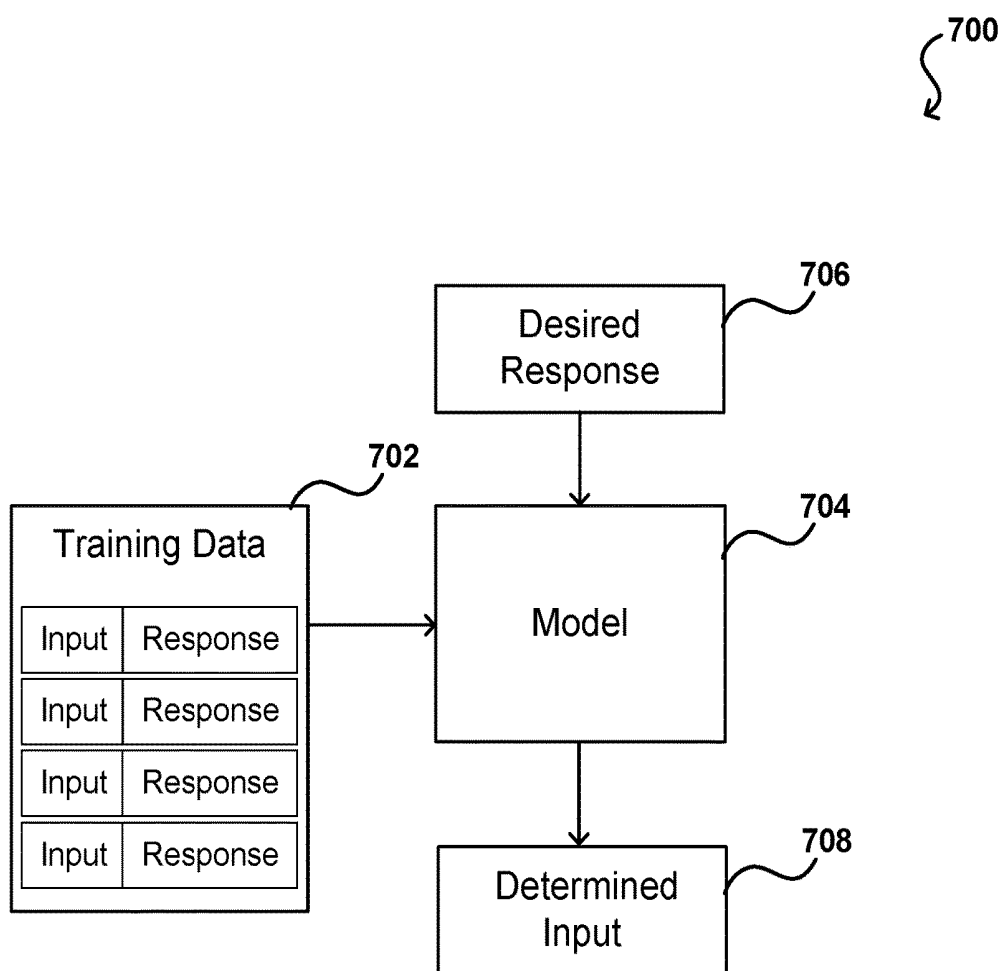 700
706
Desired
Response
702
704
Training Data
Model
Input Response
Input Response
Input Response
Input Response
708
Determined
Input